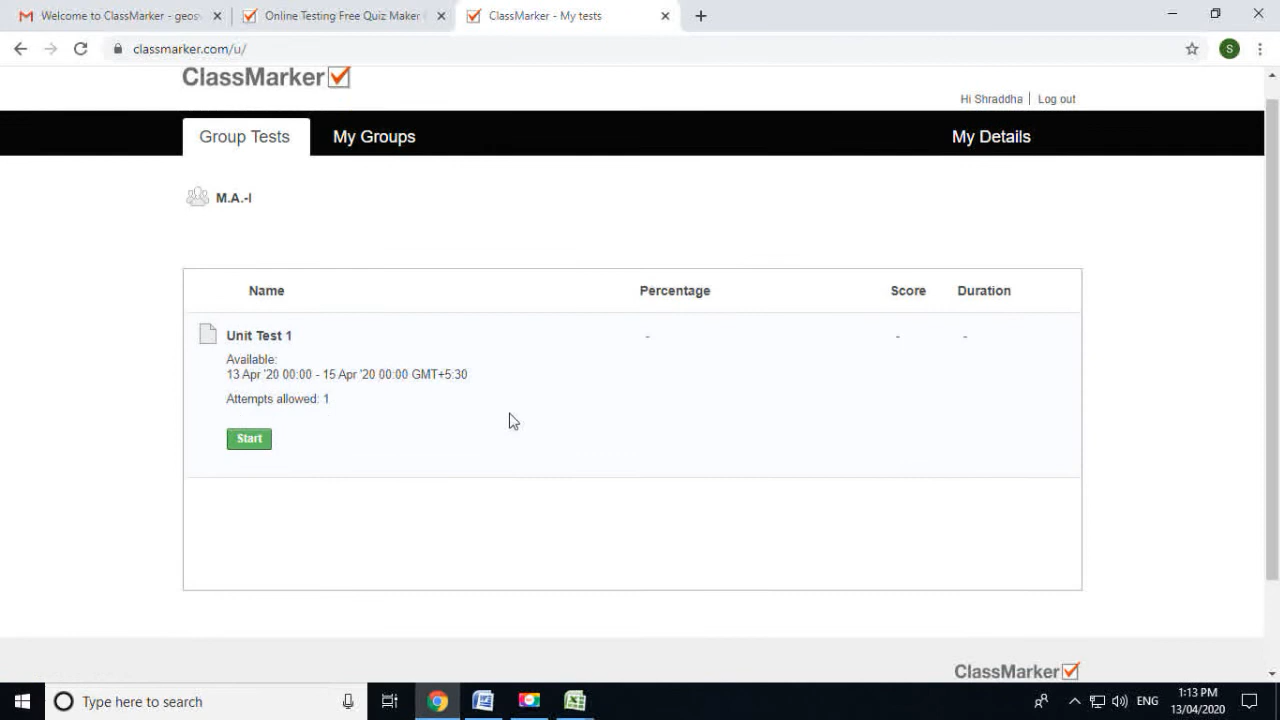 Welcome to ClassMarker - geos
Online Testing Free Quiz Maker
ClassMarker - My tests
classmarker.com/u/
S
ClassMarker
Hi Shraddha
Log out
Group Tests
My Groups
My Details
M.A.-I
Name
Percentage
Score
Duration
Unit Test 1
-
-
-
Available:
13 Apr '20 00:00 - 15 Apr '20 00:00 GMT+5:30
Attempts allowed: 1
Start
ClassMarker
Type here to search
ENG
1:13 PM
13/04/2020